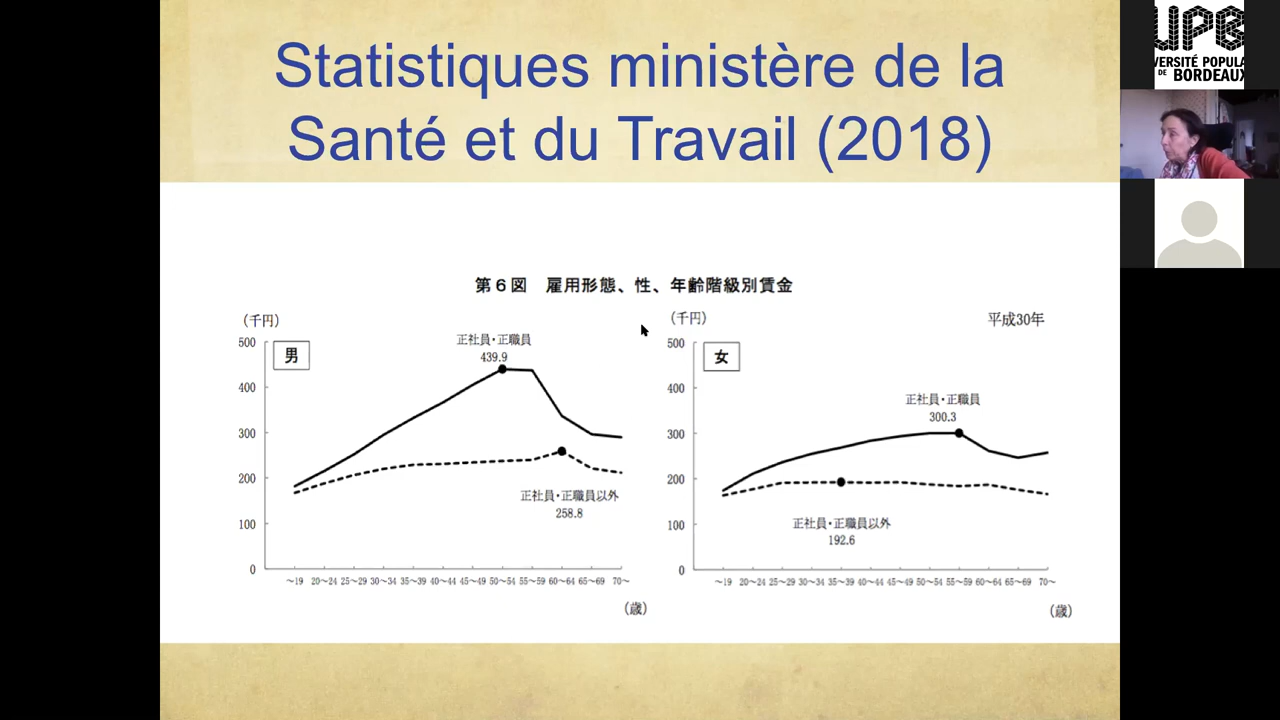 Statistiques ministère de la
Santé et du Travail (2018)
第6図 雇用形態、性、年齢階級別賃金
(千円)
男
500
400
300
200
100
0
正社員・正職員
439.9
正社員・正職員以外
258.8
~19 20~24 25~29 30~34 35~39 40~44 45~49 50~54 55~59 60~64 65~69 70~
(歳)
(千円)
平成30年
女
500
400
300
200
100
0
正社員・正職員
300.3
正社員・正職員以外
192.6
~19 20~24 25~29 30~34 35~39 40~44 45~49 50~54 55~59 60~64 65~69 70~
(歳)
UPB
VERSITÉ POPULA
DE BORDEAUX